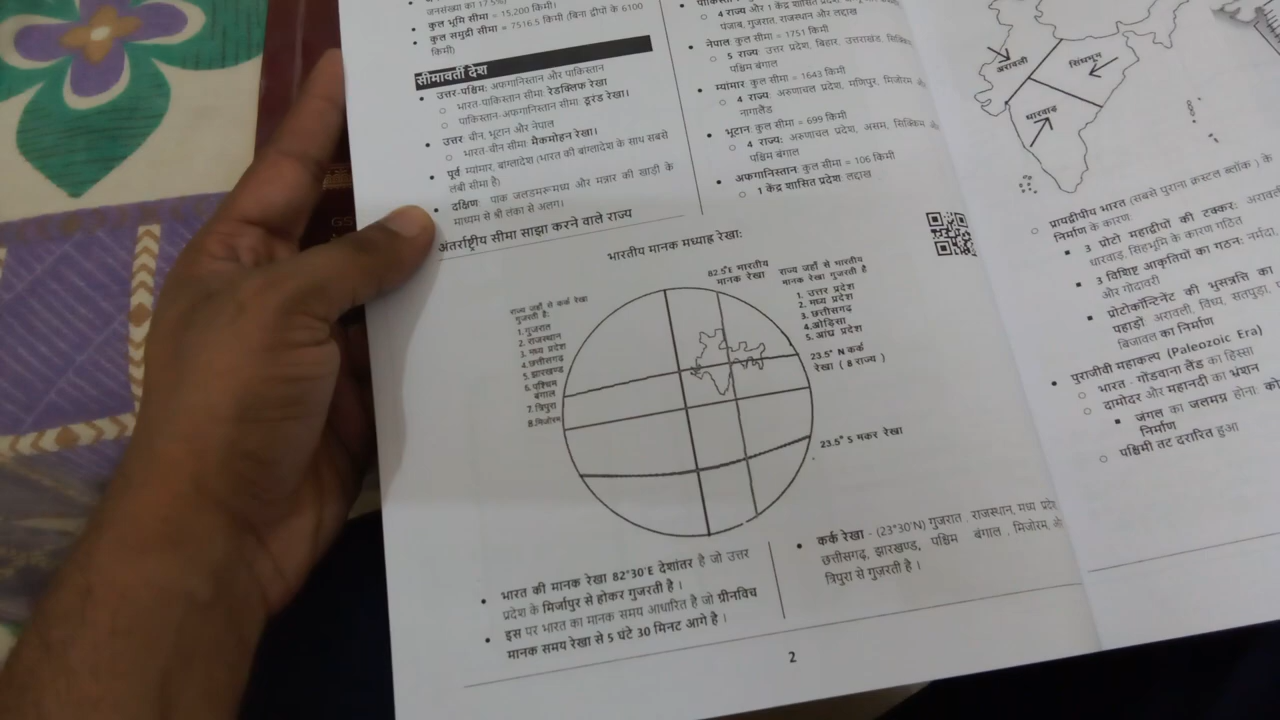 जनसंख्या का 17.5%)
• कुल भूमि सीमा = 15,200 किमी)
• कुल समुद्री सीमा = 7516.5 किमी (बिना द्वीपों के 6100
किमी)
सीमावर्ती देश
• उत्तर-पश्चिम: अफगानिस्तान और पाकिस्तान
○ भारत-पाकिस्तान सीमा: रेडक्लिफ रेखा
○ पाकिस्तान-अफगानिस्तान सीमा: डूरंड रेखा।
• उत्तर: चीन, भूटान और नेपाल
○ भारत-चीन सीमा: मैकमोहन रेखा।
• पूर्व: म्यांमार, बांग्लादेश (भारत की बांग्लादेश के साथ सबसे
लंबी सीमा है)
• दक्षिण: पाक जलडमरूमध्य और मन्नार की खाड़ी के
माध्यम से श्री लंका से अलग।
अंतर्राष्ट्रीय सीमा साझा करने वाले राज्य
○ 4 राज्य और 1 केंद्र शासित प्रदेश
पंजाब, गुजरात, राजस्थान और लद्दाख
• नेपाल: कुल सीमा = 1751 किमी
○ 5 राज्य: उत्तर प्रदेश, बिहार, उत्तराखंड, सिक्किम
पश्चिम बंगाल
• म्यांमार: कुल सीमा = 1643 किमी
○ 4 राज्य: अरुणाचल प्रदेश, मणिपुर, मिजोरम
नागालैंड
• भूटान: कुल सीमा = 699 किमी
○ 4 राज्य: अरुणाचल प्रदेश, असम, सिक्किम
पश्चिम बंगाल
• अफगानिस्तान: कुल सीमा = 106 किमी
○ 1 केंद्र शासित प्रदेश लद्दाख
भारतीय मानक मध्याह्न रेखा:
82.5°E भारतीय
मानक रेखा
राज्य जहाँ से भारतीय
मानक रेखा गुजरती है
1. उत्तर प्रदेश
2. मध्य प्रदेश
3. छत्तीसगढ़
4. ओड़िसा
5. आंध्र प्रदेश
राज्य जहाँ से कर्क रेखा
गुजरती है:
1. गुजरात
2. राजस्थान
3. मध्य प्रदेश
4. छत्तीसगढ़
5. झारखण्ड
6. पश्चिम
बंगाल
7. त्रिपुरा
8. मिजोरम
23.5° N कर्क
रेखा ( 8 राज्य )
23.5° S मकर रेखा
• भारत की मानक रेखा 82°30'E देशांतर है जो उत्तर
प्रदेश के मिर्जापुर से होकर गुजरती है।
• इस पर भारत का मानक समय आधारित है जो ग्रीनविच
मानक समय रेखा से 5 घंटे 30 मिनट आगे है।
• कर्क रेखा - (23°30'N) गुजरात , राजस्थान, मध्य प्रदेश
छत्तीसगढ़, झारखण्ड, पश्चिम बंगाल , मिजोरम,
त्रिपुरा से गुज़रती है।
2
अरावली
सिंघभूम
धारवाड़
○ प्रायद्वीपीय भारत (सबसे पुराना क्रस्टल ब्लॉक ) के
निर्माण के कारण:
▪ 3 प्रोटो महाद्वीपों की टक्कर:
धारवाड़, सिंहभूमि के कारण गठित
▪ 3 विशिष्ट आकृतियों का गठन: नर्मदा,
और गोदावरी
▪ प्रोटोकॉन्टिनेंट की भूसन्नति का
पहाड़ों अरावली, विंध्य, सतपुड़ा,
बिजावल का निर्माण
• पुराजीवी महाकल्प (Paleozoic Era)
○ भारत - गोंडवाना लैंड का हिस्सा
○ दामोदर और महानदी का भ्रंशन
▪ जंगल का जलमग्न होना:
निर्माण
○ पश्चिमी तट दरारित हुआ